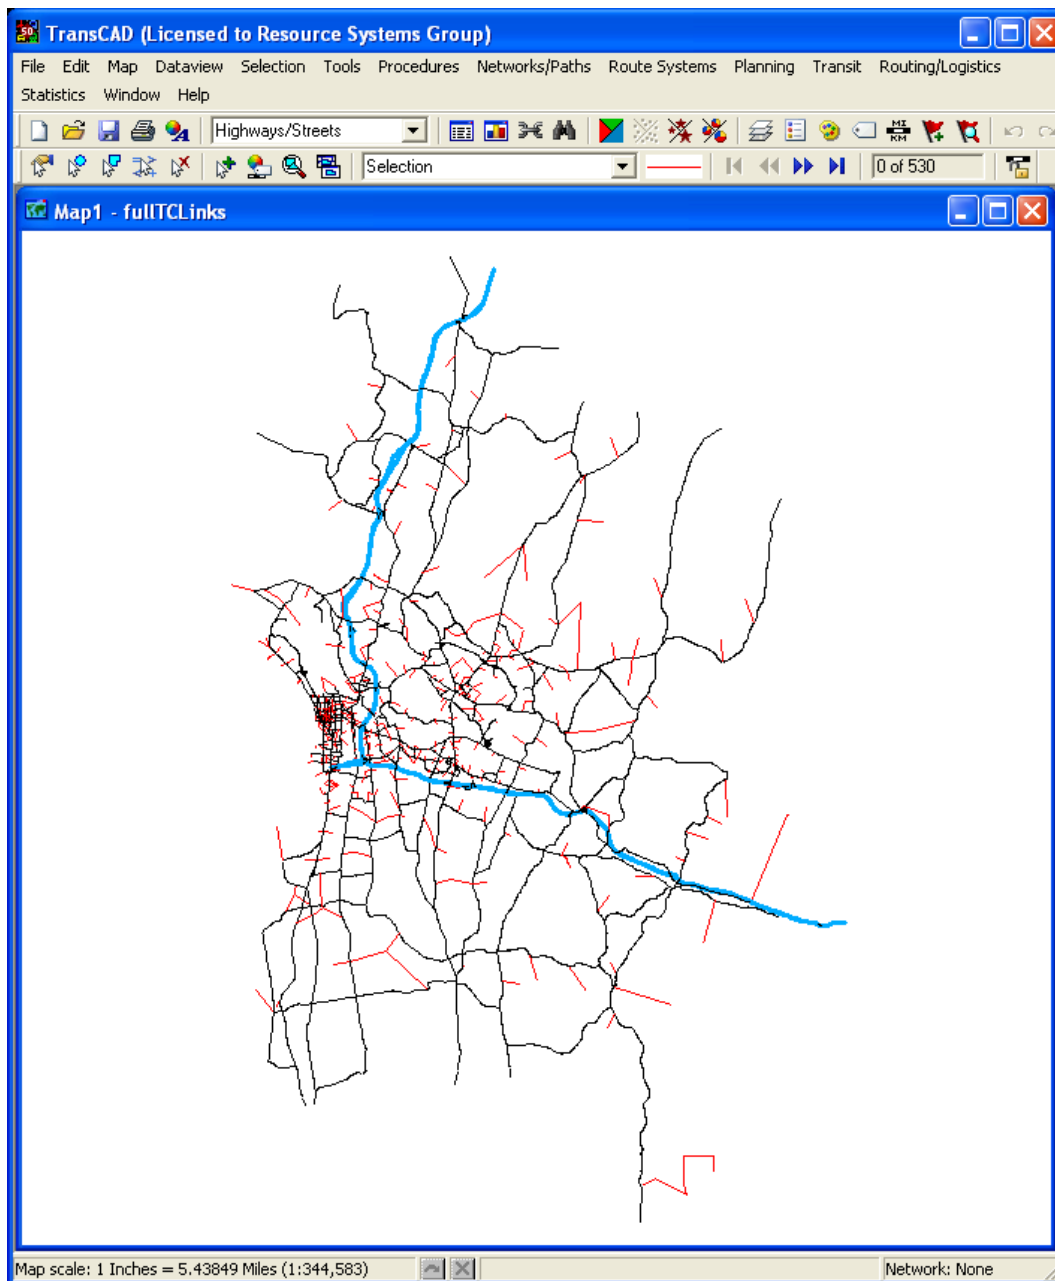 TransCAD (Licensed to Resource Systems Group)
File Edit Map Dataview Selection Tools Procedures Networks/Paths Route Systems Planning Transit Routing/Logistics
Statistics Window Help
Highways/Streets
MI
KM
Selection
0 of 530
Map1 - fullTCLinks
Map scale: 1 Inches = 5.43849 Miles (1:344,583)
Network: None